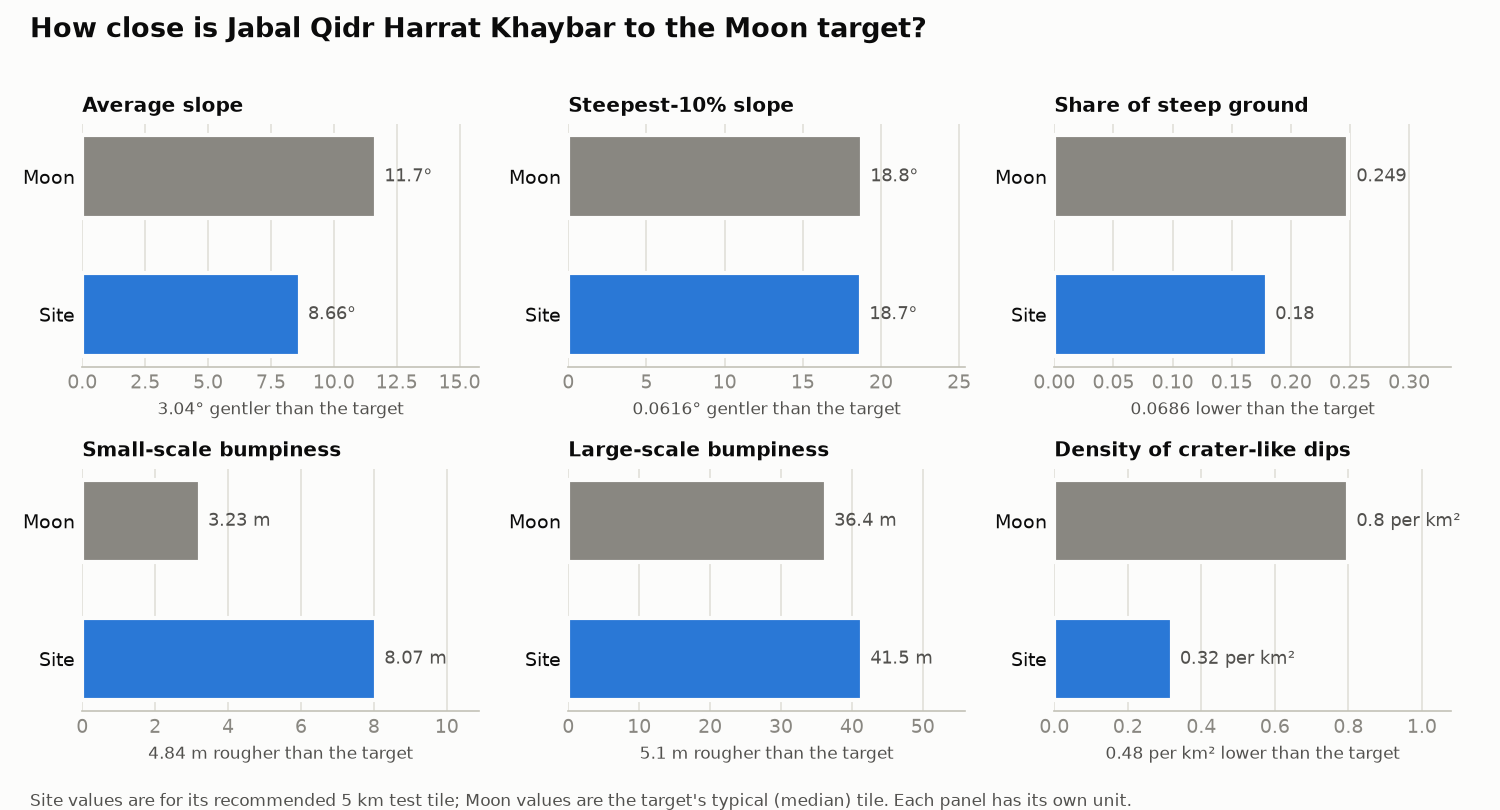 How close is Jabal Qidr Harrat Khaybar to the Moon target?
Average slope
Moon
11.7°
Site
8.66°
0.0 2.5 5.0 7.5 10.0 12.5 15.0
3.04° gentler than the target
Steepest-10% slope
Moon
18.8°
Site
18.7°
0 5 10 15 20 25
0.0616° gentler than the target
Share of steep ground
Moon
0.249
Site
0.18
0.00 0.05 0.10 0.15 0.20 0.25 0.30
0.0686 lower than the target
Small-scale bumpiness
Moon
3.23 m
Site
8.07 m
0 2 4 6 8 10
4.84 m rougher than the target
Large-scale bumpiness
Moon
36.4 m
Site
41.5 m
0 10 20 30 40 50
5.1 m rougher than the target
Density of crater-like dips
Moon
0.8 per km²
Site
0.32 per km²
0.0 0.2 0.4 0.6 0.8 1.0
0.48 per km² lower than the target
Site values are for its recommended 5 km test tile; Moon values are the target's typical (median) tile. Each panel has its own unit.